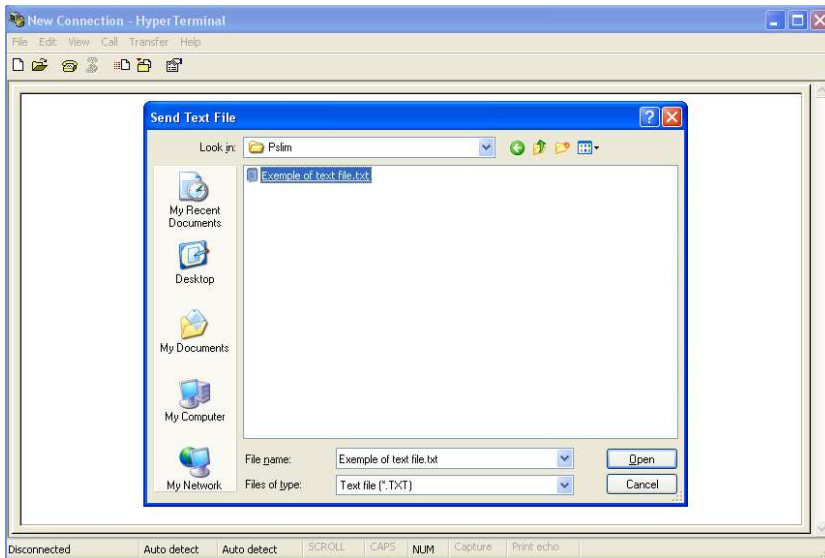 New Connection - HyperTerminal
File Edit View Call Transfer Help
Send Text File
Look in: Pslim
Exemple of text file.txt
My Recent
Documents
Desktop
My Documents
My Computer
My Network
File name: Exemple of text file.txt Open
Files of type: Text file (*.TXT) Cancel
Disconnected Auto detect Auto detect SCROLL CAPS NUM Capture Print echo